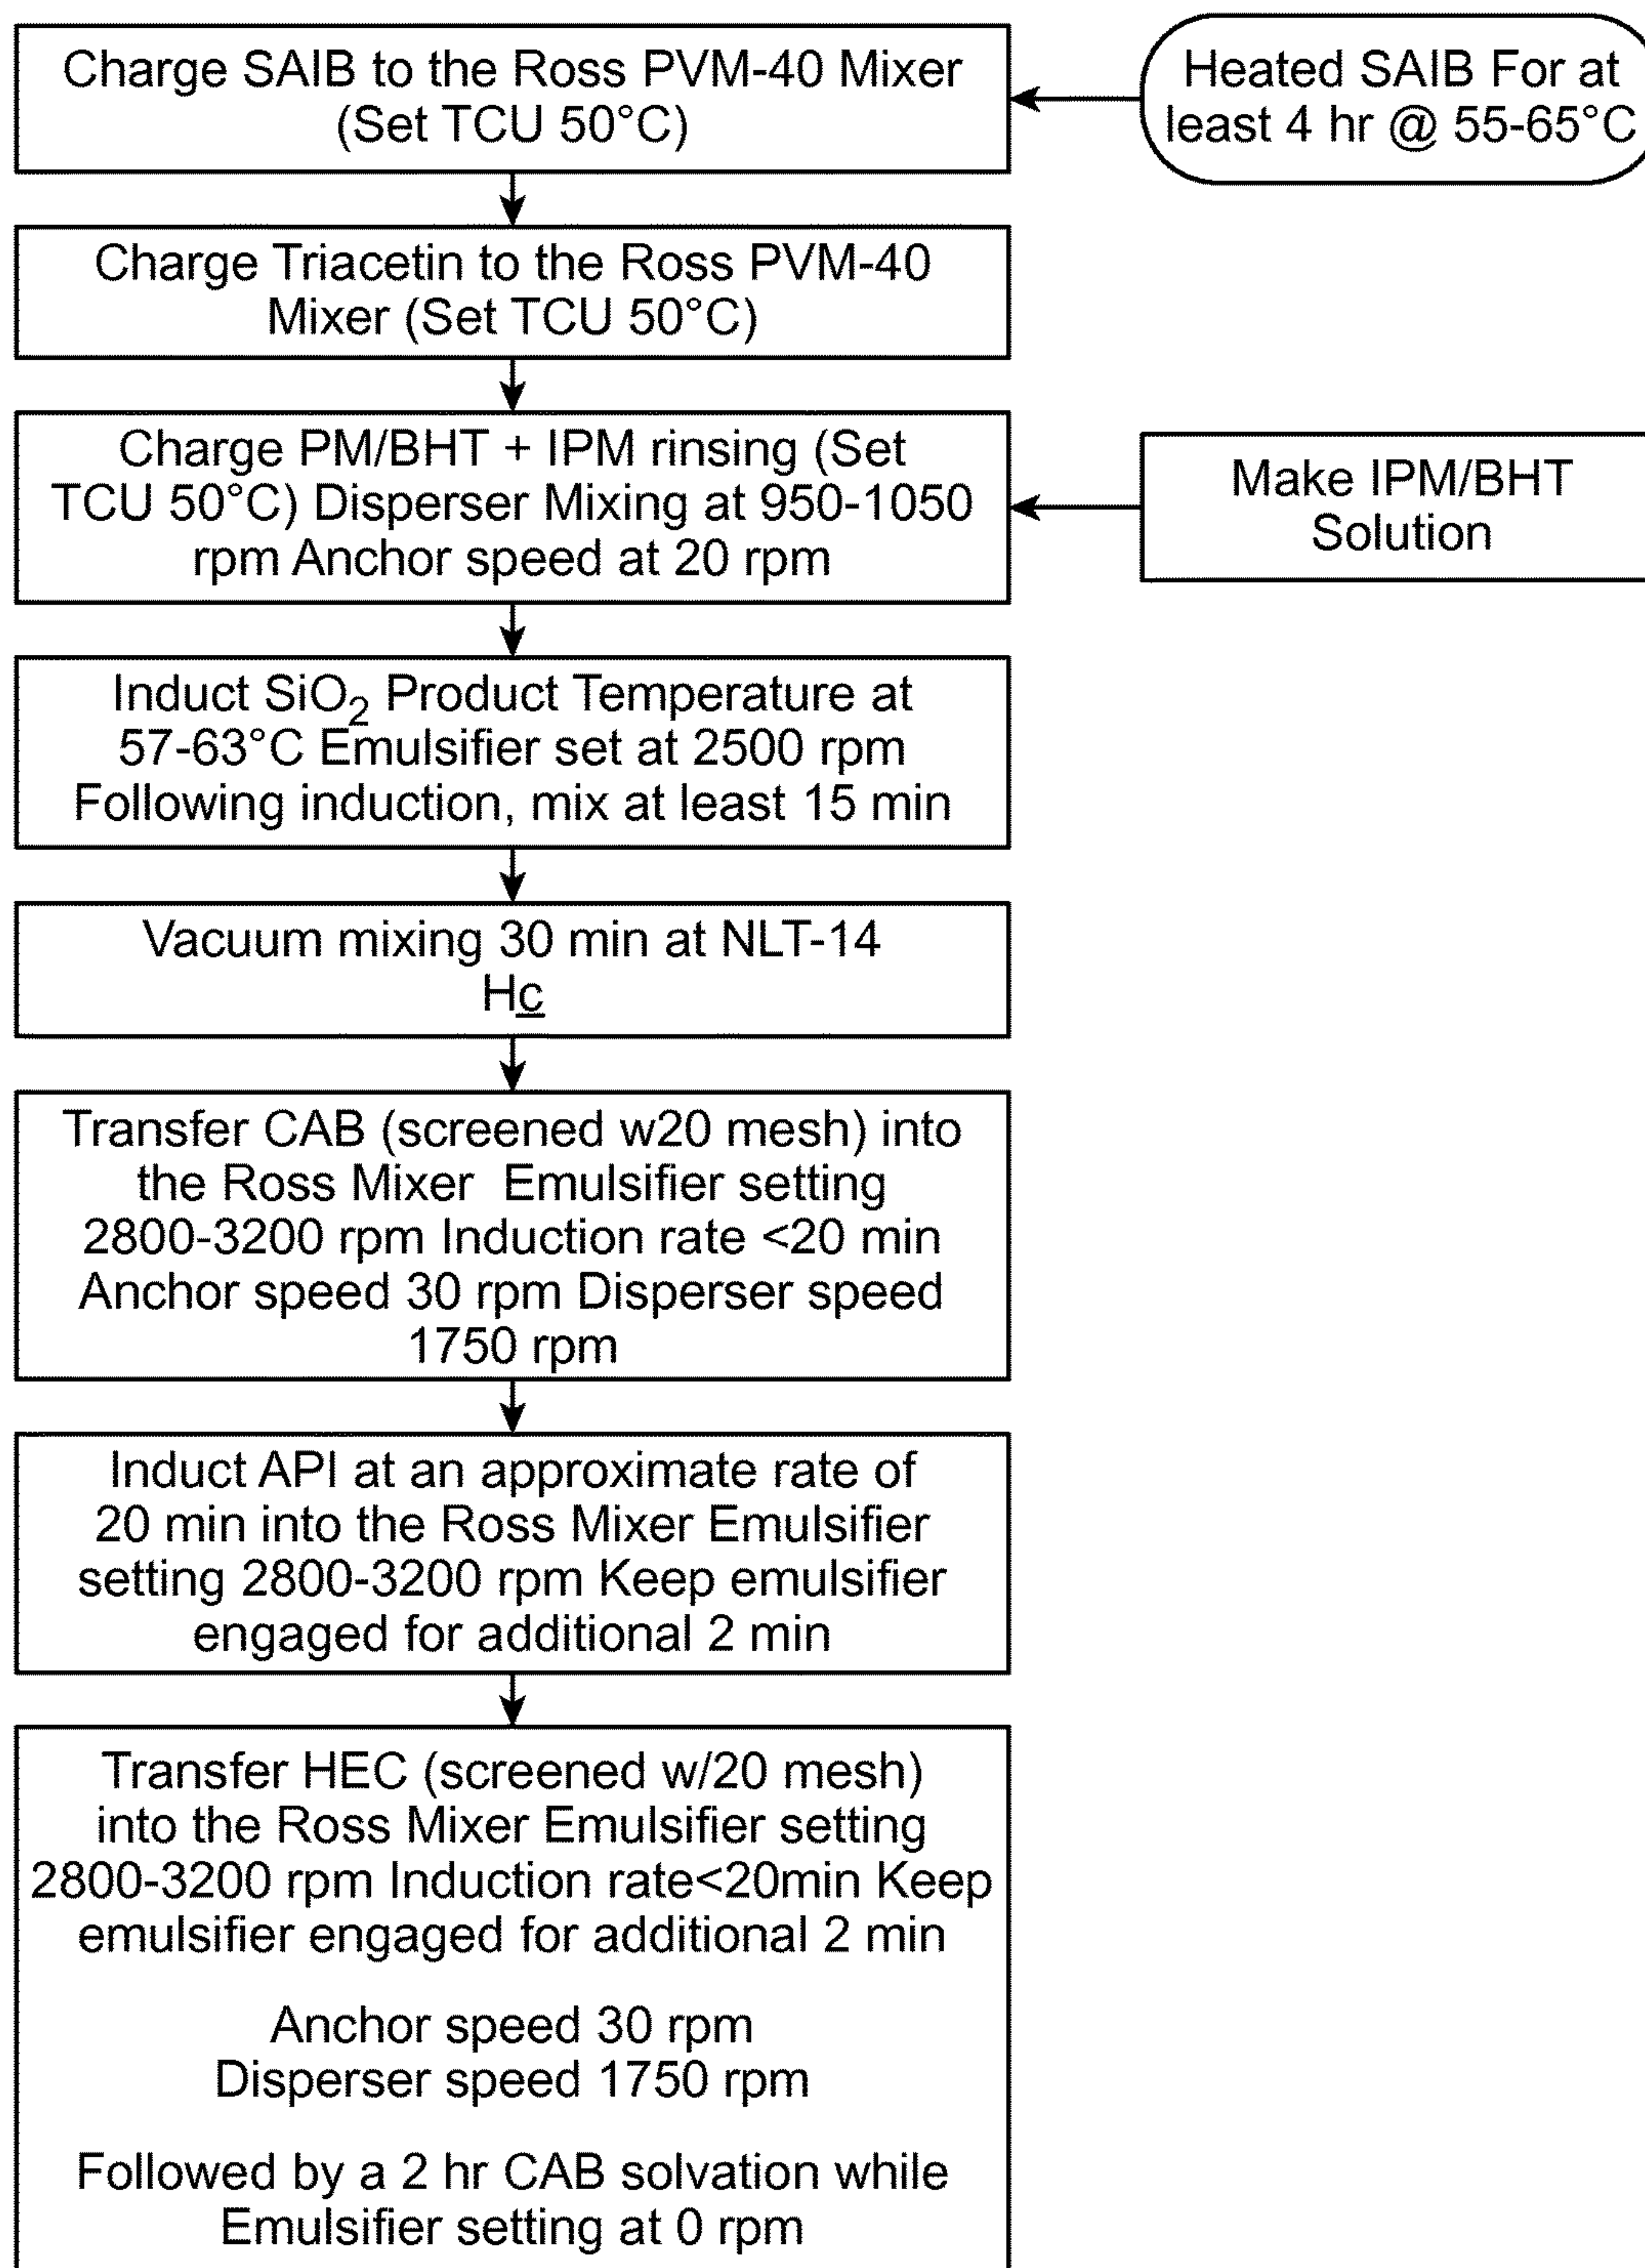 Charge SAIB to the Ross PVM-40 Mixer
(Set TCU 50°C)
Heated SAIB For at
least 4 hr @ 55-65°C
Charge Triacetin to the Ross PVM-40
Mixer (Set TCU 50°C)
Charge PM/BHT + IPM rinsing (Set
TCU 50°C) Disperser Mixing at 950-1050
rpm Anchor speed at 20 rpm
Make IPM/BHT
Solution
Induct SiO₂ Product Temperature at
57-63°C Emulsifier set at 2500 rpm
Following induction, mix at least 15 min
Vacuum mixing 30 min at NLT-14
Hc
Transfer CAB (screened w20 mesh) into
the Ross Mixer Emulsifier setting
2800-3200 rpm Induction rate <20 min
Anchor speed 30 rpm Disperser speed
1750 rpm
Induct API at an approximate rate of
20 min into the Ross Mixer Emulsifier
setting 2800-3200 rpm Keep emulsifier
engaged for additional 2 min
Transfer HEC (screened w/20 mesh)
into the Ross Mixer Emulsifier setting
2800-3200 rpm Induction rate<20min Keep
emulsifier engaged for additional 2 min
Anchor speed 30 rpm
Disperser speed 1750 rpm
Followed by a 2 hr CAB solvation while
Emulsifier setting at 0 rpm